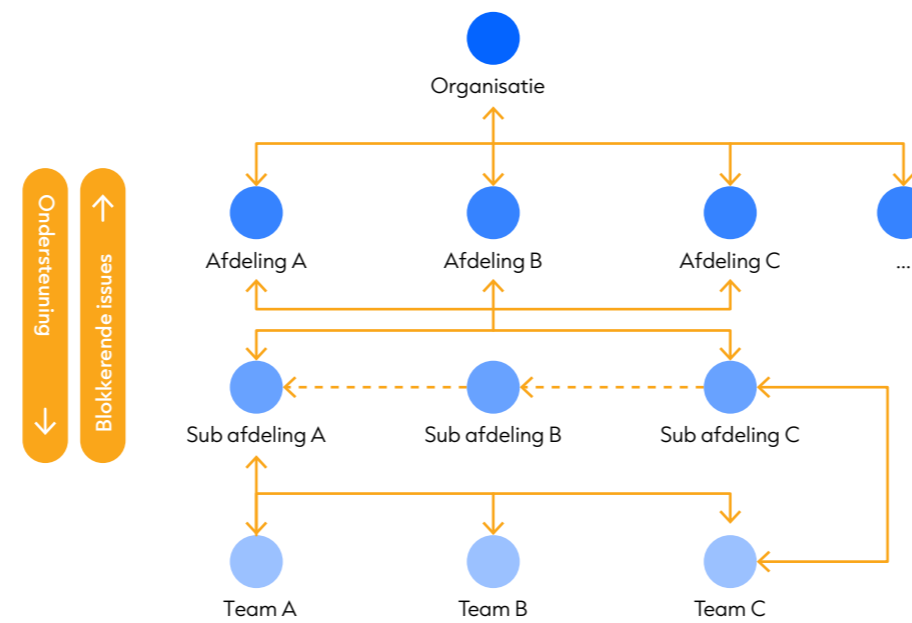 Organisatie
Ondersteuning
Blokkerende issues
Afdeling A
Afdeling B
Afdeling C
...
Sub afdeling A
Sub afdeling B
Sub afdeling C
Team A
Team B
Team C